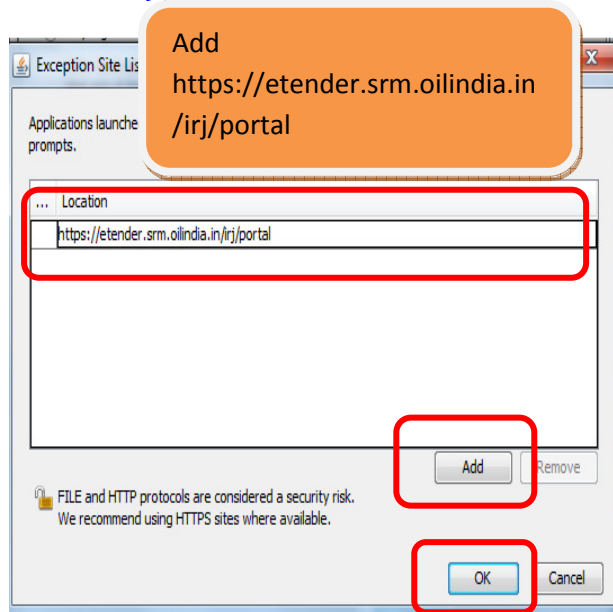 Add
https://etender.srm.oilindia.in
/irj/portal
Exception Site Lis
X
Applications launche
prompts.
... Location
https://etender.srm.oilindia.in/irj/portal
Add Remove
FILE and HTTP protocols are considered a security risk.
We recommend using HTTPS sites where available.
OK Cancel